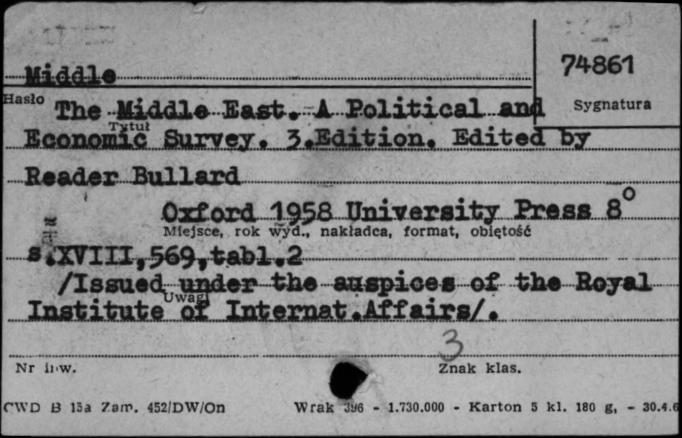 Middle
74861
Hasło
Sygnatura
The Middle East. A Political and
Tytuł
Economic Survey. 3.Edition. Edited by
Reader Bullard
Oxford 1958 University Press 8°
Miejsce, rok wyd., nakładca, format, objętość
s.XVIII,569,tabl.2
/Issued under the auspices of the Royal
Uwagi
Institute of Internat.Affairs/.
3
Nr inw.
Znak klas.
CWD B 15a Zam. 452/DW/On Wrak 396 - 1.730.000 - Karton 5 kl. 180 g, - 30.4.6